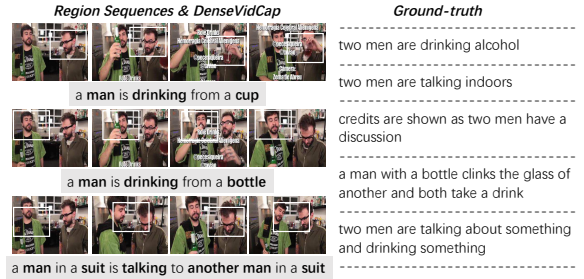 Region Sequences & DenseVidCap
Ground-truth
a man is drinking from a cup
a man is drinking from a bottle
a man in a suit is talking to another man in a suit
two men are drinking alcohol
two men are talking indoors
credits are shown as two men have a
discussion
a man with a bottle clinks the glass of
another and both take a drink
two men are talking about something
and drinking something